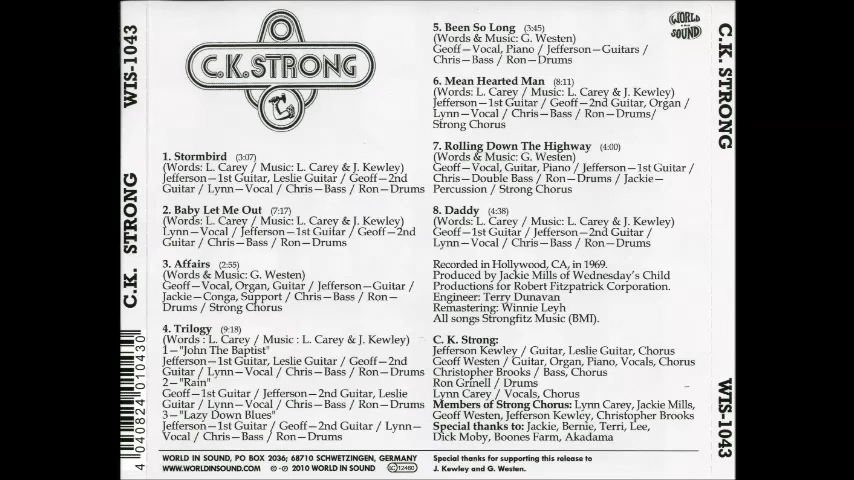 WIS-1043
C.K. STRONG
4 040824 010430
C.K.STRONG
1. Stormbird (3:07)
(Words: L. Carey / Music: L. Carey & J. Kewley)
Jefferson—1st Guitar, Leslie Guitar / Geoff—2nd
Guitar / Lynn—Vocal / Chris—Bass / Ron—Drums
2. Baby Let Me Out (7:17)
(Words: L. Carey / Music: L. Carey & J. Kewley)
Lynn—Vocal / Jefferson—1st Guitar / Geoff—2nd
Guitar / Chris—Bass / Ron—Drums
3. Affairs (2:55)
(Words & Music: G. Westen)
Geoff—Vocal, Organ, Guitar / Jefferson—Guitar /
Jackie—Conga, Support / Chris—Bass / Ron—
Drums / Strong Chorus
4. Trilogy (9:18)
(Words : L. Carey / Music : L. Carey & J. Kewley)
1—"John The Baptist"
Jefferson—1st Guitar, Leslie Guitar / Geoff—2nd
Guitar / Lynn—Vocal / Chris—Bass / Ron—Drums
2—"Rain"
Geoff—1st Guitar / Jefferson—2nd Guitar, Leslie
Guitar / Lynn—Vocal / Chris—Bass / Ron—Drums
3—"Lazy Down Blues"
Jefferson—1st Guitar / Geoff—2nd Guitar / Lynn—
Vocal / Chris—Bass / Ron—Drums
5. Been So Long (3:45)
(Words & Music: G. Westen)
Geoff—Vocal, Piano / Jefferson—Guitars /
Chris—Bass / Ron—Drums
6. Mean Hearted Man (8:11)
(Words: L. Carey / Music: L. Carey & J. Kewley)
Jefferson—1st Guitar / Geoff—2nd Guitar, Organ /
Lynn—Vocal / Chris—Bass / Ron—Drums/
Strong Chorus
7. Rolling Down The Highway (4:00)
(Words & Music: G. Westen)
Geoff—Vocal, Guitar, Piano / Jefferson—1st Guitar /
Chris—Double Bass / Ron—Drums / Jackie—
Percussion / Strong Chorus
8. Daddy (4:38)
(Words: L. Carey / Music: L. Carey & J. Kewley)
Geoff—1st Guitar / Jefferson—2nd Guitar /
Lynn—Vocal / Chris—Bass / Ron—Drums
Recorded in Hollywood, CA, in 1969.
Produced by Jackie Mills of Wednesday's Child
Productions for Robert Fitzpatrick Corporation.
Engineer: Terry Dunavan
Remastering: Winnie Leyh
All songs Strongfitz Music (BMI).
C. K. Strong:
Jefferson Kewley / Guitar, Leslie Guitar, Chorus
Geoff Westen / Guitar, Organ, Piano, Vocals, Chorus
Christopher Brooks / Bass, Chorus
Ron Grinell / Drums
Lynn Carey / Vocals, Chorus
Members of Strong Chorus: Lynn Carey, Jackie Mills,
Geoff Westen, Jefferson Kewley, Christopher Brooks
Special thanks to: Jackie, Bernie, Terri, Lee,
Dick Moby, Boones Farm, Akadama
WORLD IN SOUND, PO BOX 2036; 68710 SCHWETZINGEN, GERMANY
WWW.WORLDINSOUND.COM ©-℗ 2010 WORLD IN SOUND LC12460
Special thanks for supporting this release to
J. Kewley and G. Westen.
WORLD
IN
SOUND
C.K. STRONG
WIS-1043